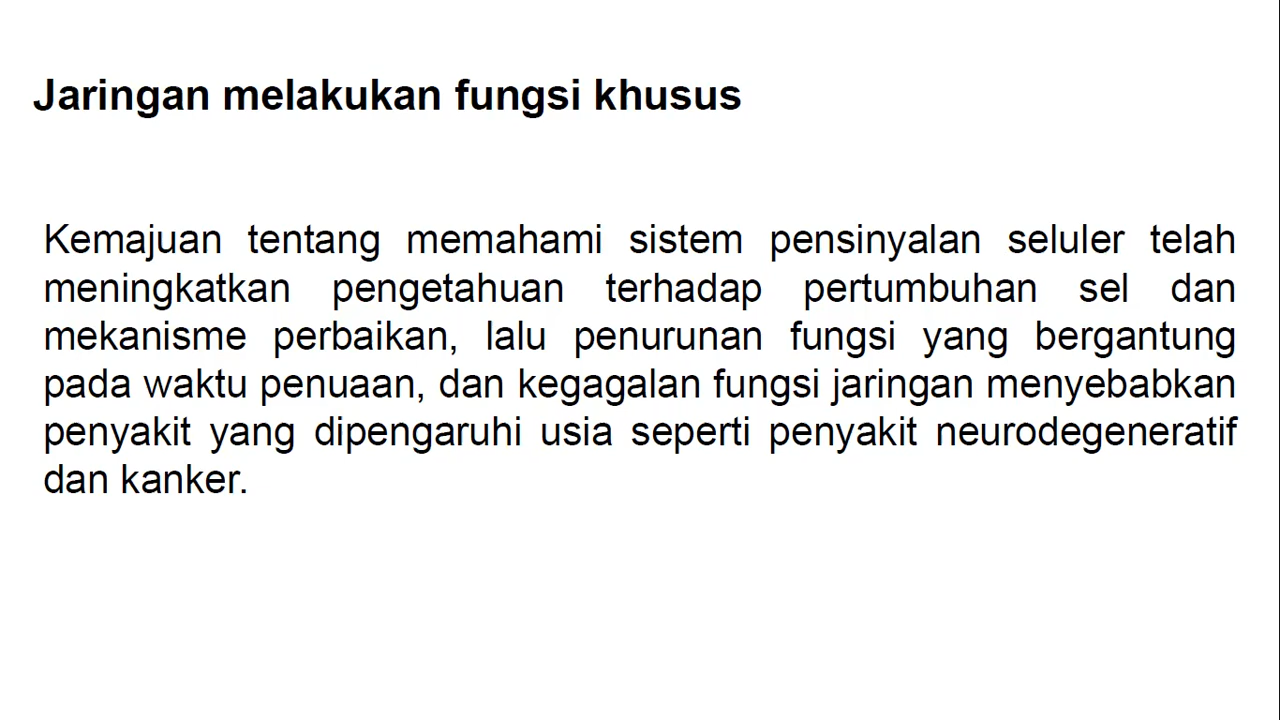 Jaringan melakukan fungsi khusus
Kemajuan tentang memahami sistem pensinyalan seluler telah
meningkatkan pengetahuan terhadap pertumbuhan sel dan
mekanisme perbaikan, lalu penurunan fungsi yang bergantung
pada waktu penuaan, dan kegagalan fungsi jaringan menyebabkan
penyakit yang dipengaruhi usia seperti penyakit neurodegeneratif
dan kanker.